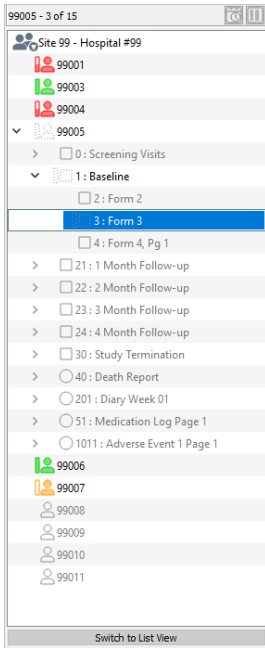 99005 - 3 of 15
Site 99 - Hospital #99
99001
99003
99004
99005
0 : Screening Visits
1 : Baseline
2 : Form 2
3 : Form 3
4 : Form 4, Pg 1
21 : 1 Month Follow-up
22 : 2 Month Follow-up
23 : 3 Month Follow-up
24 : 4 Month Follow-up
30 : Study Termination
40 : Death Report
201 : Diary Week 01
51 : Medication Log Page 1
1011 : Adverse Event 1 Page 1
99006
99007
99008
99009
99010
99011
Switch to List View